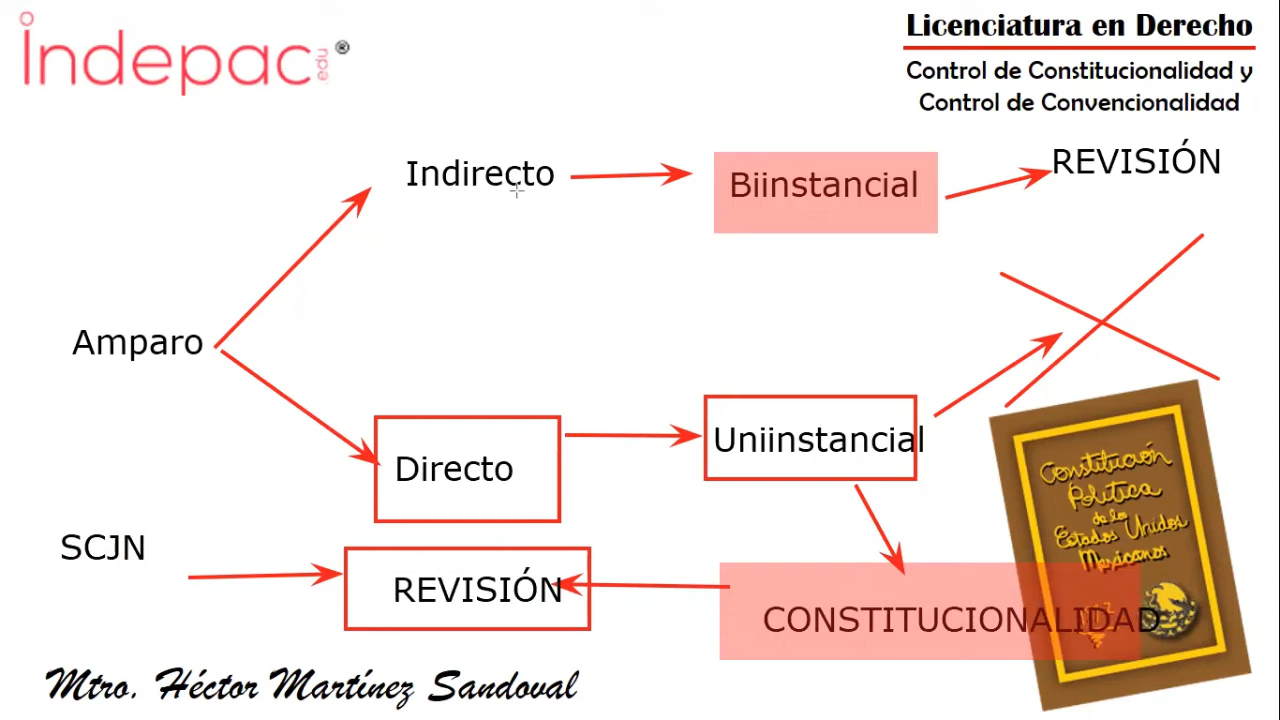 Indepac.edu®
Licenciatura en Derecho
Control de Constitucionalidad y
Control de Convencionalidad
Indirecto
Biinstancial
REVISIÓN
Amparo
Directo
Uniinstancial
Constitución
Política
de los
Estados Unidos
Mexicanos
SCJN
REVISIÓN
CONSTITUCIONALIDAD
Mtro. Héctor Martínez Sandoval